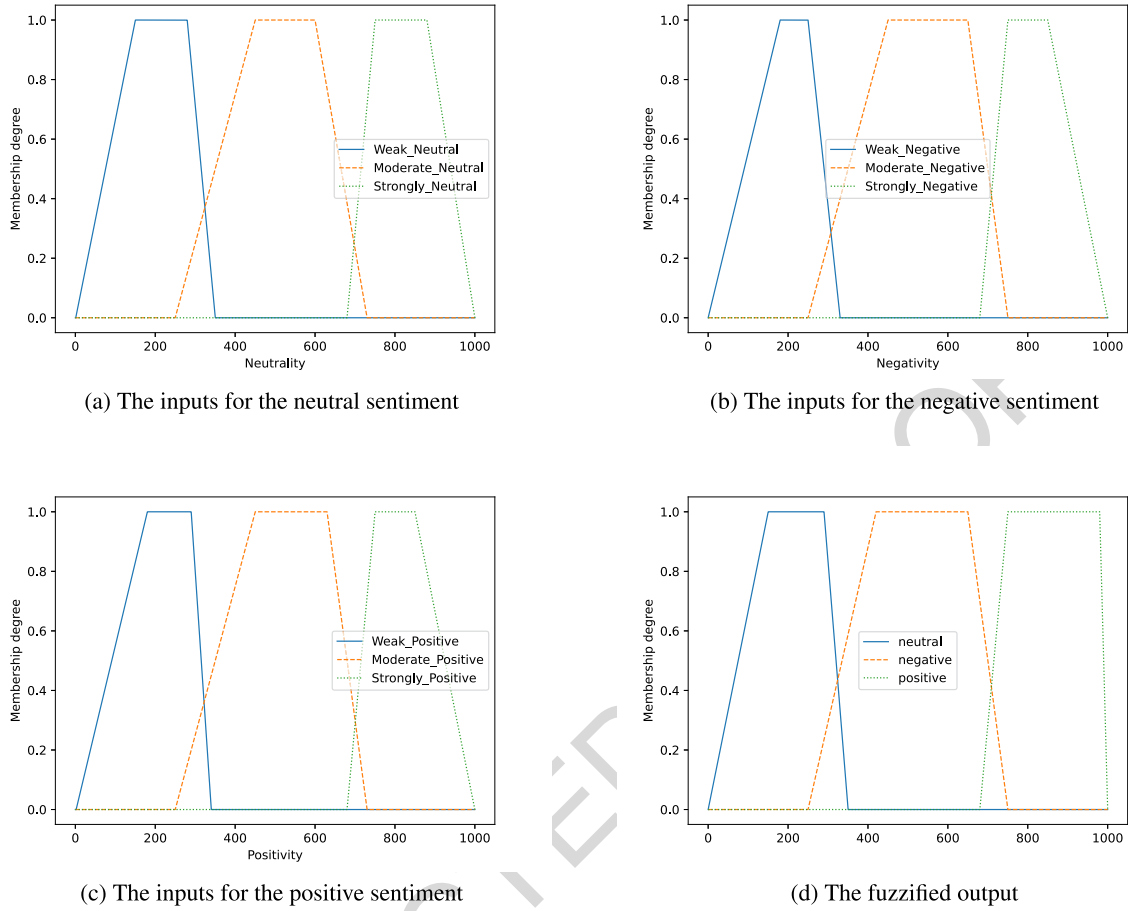 1.0
0.8
0.6
0.4
0.2
0.0
Membership degree
Weak_Neutral
Moderate_Neutral
Strongly_Neutral
0 200 400 600 800 1000
Neutrality
(a) The inputs for the neutral sentiment
1.0
0.8
0.6
0.4
0.2
0.0
Membership degree
Weak_Negative
Moderate_Negative
Strongly_Negative
0 200 400 600 800 1000
Negativity
(b) The inputs for the negative sentiment
1.0
0.8
0.6
0.4
0.2
0.0
Membership degree
Weak_Positive
Moderate_Positive
Strongly_Positive
0 200 400 600 800 1000
Positivity
(c) The inputs for the positive sentiment
1.0
0.8
0.6
0.4
0.2
0.0
Membership degree
neutral
negative
positive
0 200 400 600 800 1000
(d) The fuzzified output